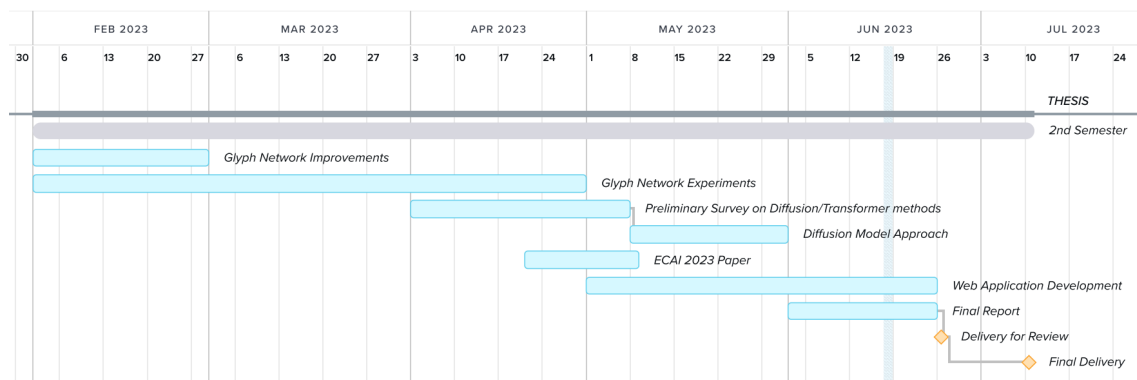 FEB 2023 MAR 2023 APR 2023 MAY 2023 JUN 2023 JUL 2023
30 6 13 20 27 6 13 20 27 3 10 17 24 1 8 15 22 29 5 12 19 26 3 10 17 24
THESIS
2nd Semester
Glyph Network Improvements
Glyph Network Experiments
Preliminary Survey on Diffusion/Transformer methods
Diffusion Model Approach
ECAI 2023 Paper
Web Application Development
Final Report
Delivery for Review
Final Delivery